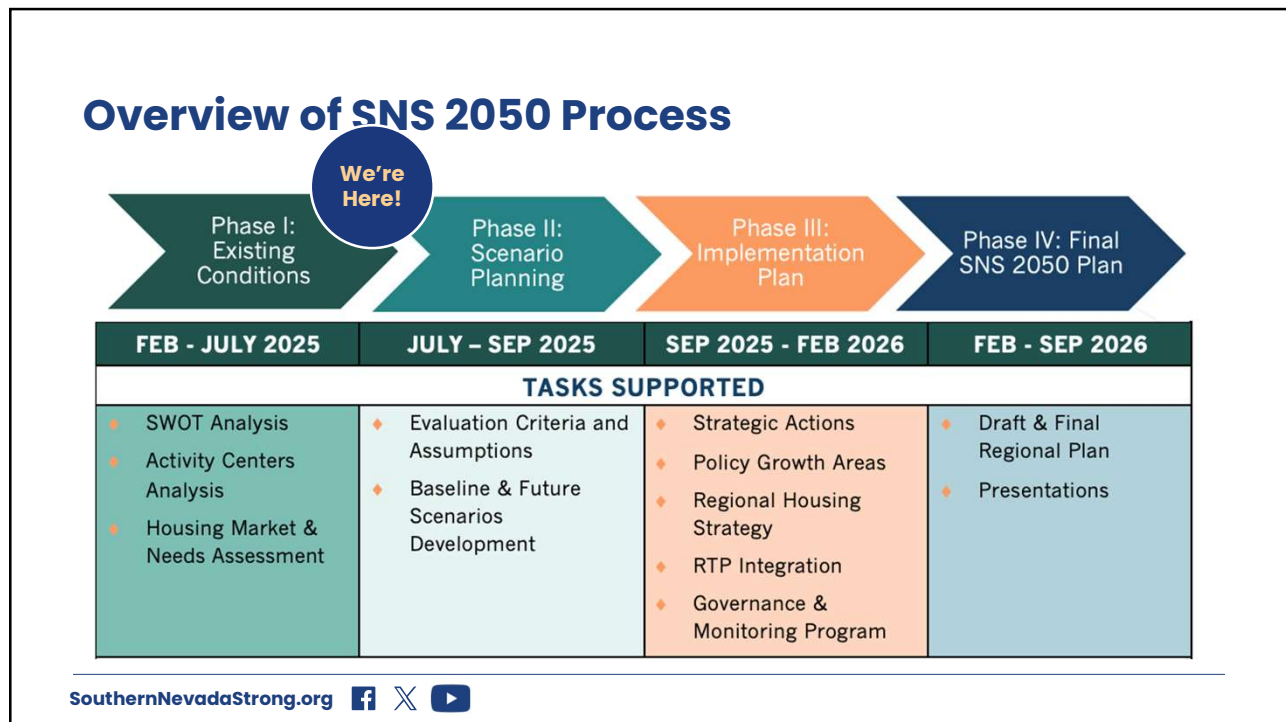 Overview of SNS 2050 Process
We're
Here!
Phase I:
Existing
Conditions
Phase II:
Scenario
Planning
Phase III:
Implementation
Plan
Phase IV: Final
SNS 2050 Plan
FEB - JULY 2025
JULY – SEP 2025
SEP 2025 - FEB 2026
FEB - SEP 2026
TASKS SUPPORTED
SWOT Analysis
Activity Centers
Analysis
Housing Market &
Needs Assessment
Evaluation Criteria and
Assumptions
Baseline & Future
Scenarios
Development
Strategic Actions
Policy Growth Areas
Regional Housing
Strategy
RTP Integration
Governance &
Monitoring Program
Draft & Final
Regional Plan
Presentations
SouthernNevadaStrong.org